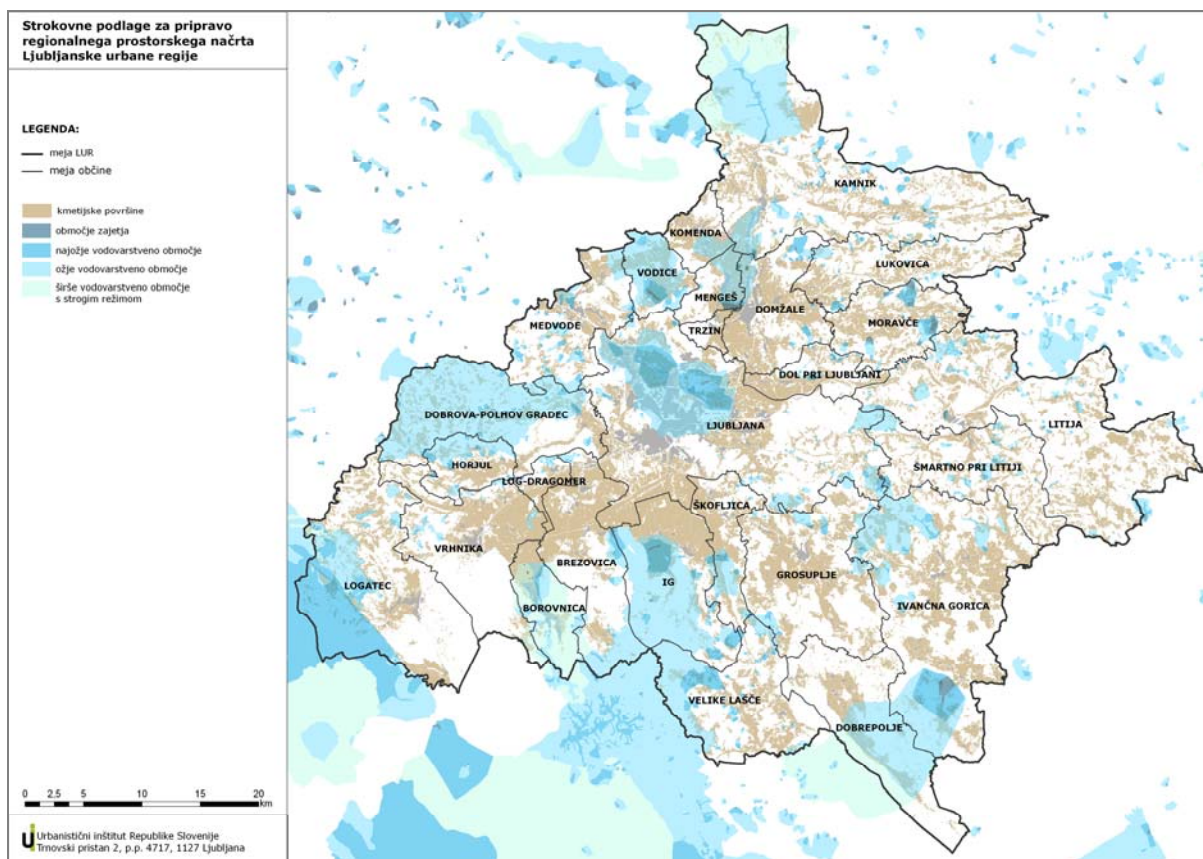 Strokovne podlage za pripravo
regionalnega prostorskega načrta
Ljubljanske urbane regije
LEGENDA:
meja LUR
meja občine
kmetijske površine
območje zajetja
najožje vodovarstveno območje
ožje vodovarstveno območje
širše vodovarstveno območje
s strogim režimom
KAMNIK
KOMENDA
LUKOVICA
VODICE
MENGEŠ
DOMŽALE
MORAVČE
MEDVODE
TRZIN
DOL PRI LJUBLJANI
DOBROVA-POLHOV GRADEC
LJUBLJANA
LITIJA
HORJUL
ŠMARTNO PRI LITIJI
LOG-DRAGOMER
ŠKOFLJICA
VRHNIKA
BREZOVICA
IG
GROSUPLJE
LOGATEC
BOROVNICA
IVANČNA GORICA
VELIKE LAŠČE
DOBREPOLJE
0 2.5 5 10 15 20
km
Urbanistični inštitut Republike Slovenije
Trnovski pristan 2, p.p. 4717, 1127 Ljubljana